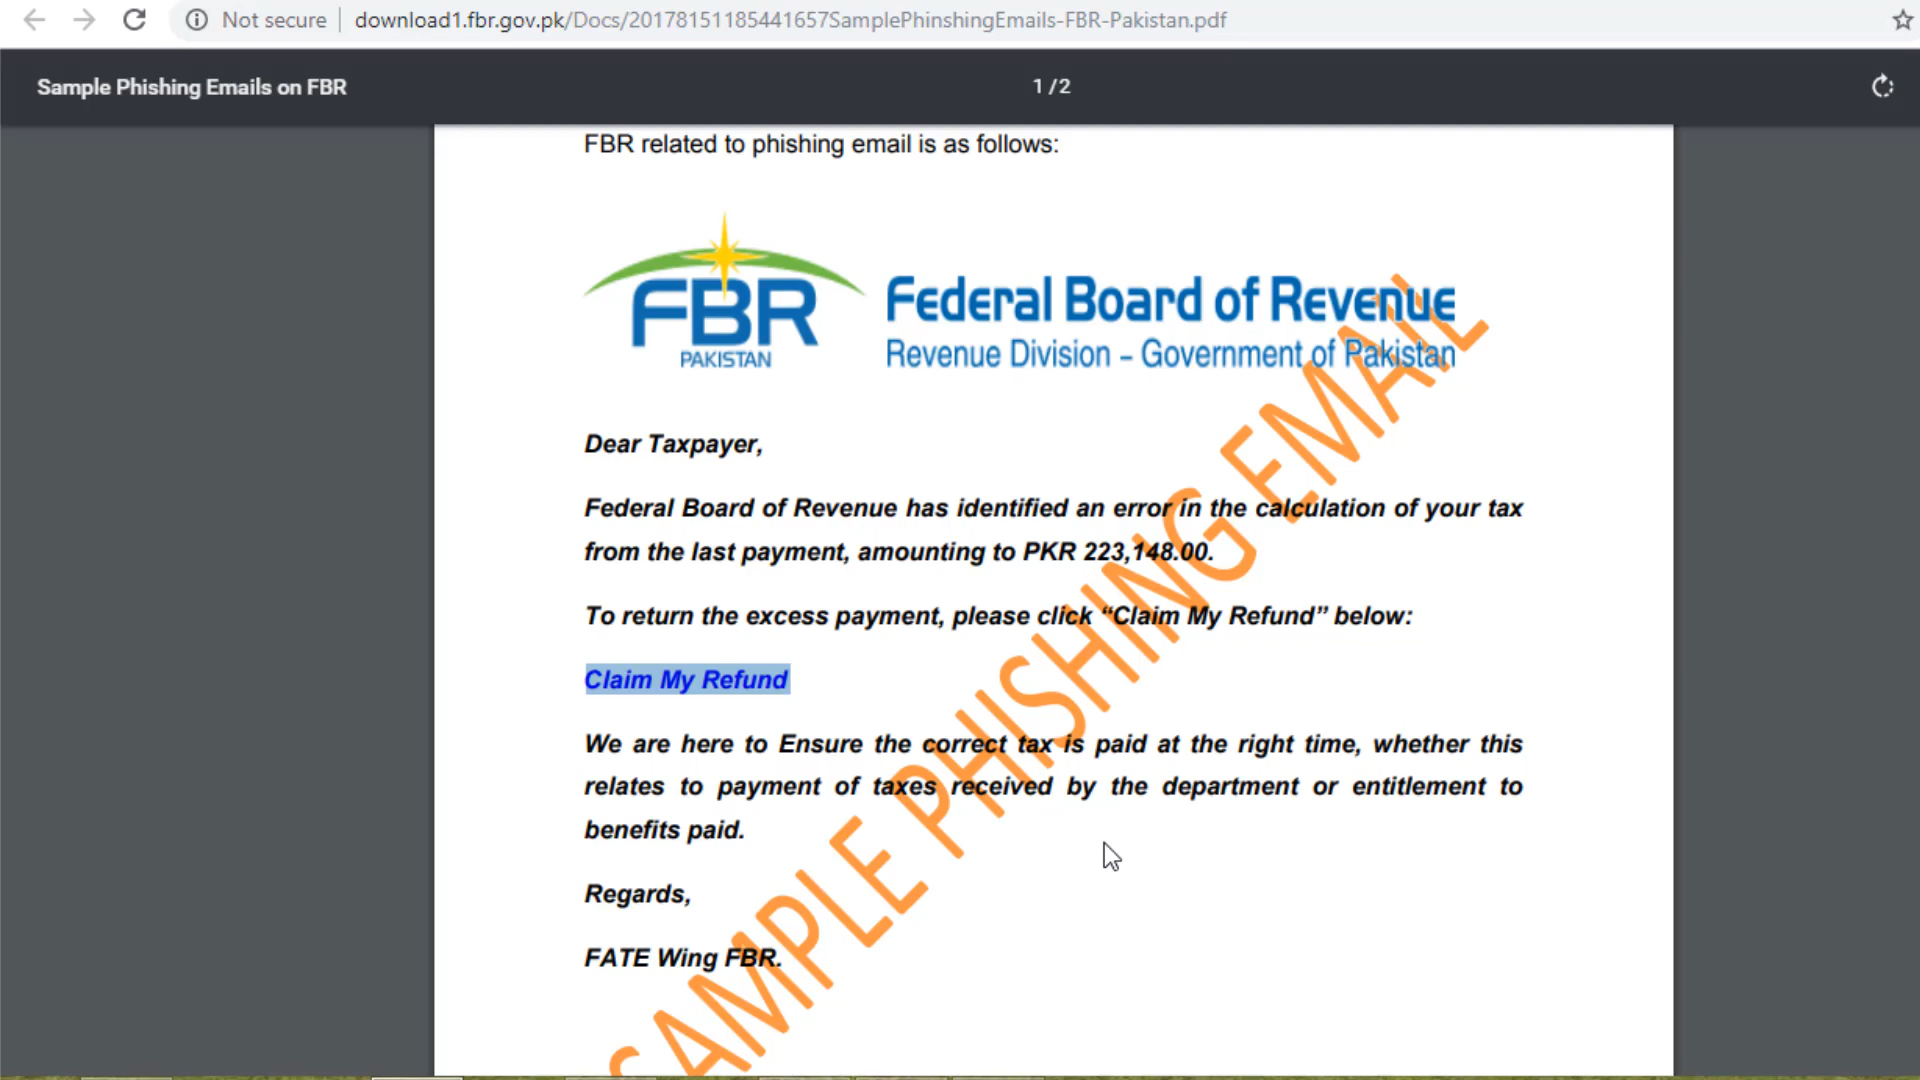 Not secure download1.fbr.gov.pk/Docs/20178151185441657SamplePhinshingEmails-FBR-Pakistan.pdf
Sample Phishing Emails on FBR 1/2
FBR related to phishing email is as follows:
FBR
PAKISTAN
Federal Board of Revenue
Revenue Division – Government of Pakistan
Dear Taxpayer,
Federal Board of Revenue has identified an error in the calculation of your tax
from the last payment, amounting to PKR 223,148.00.
To return the excess payment, please click “Claim My Refund” below:
Claim My Refund
We are here to Ensure the correct tax is paid at the right time, whether this
relates to payment of taxes received by the department or entitlement to
benefits paid.
Regards,
FATE Wing FBR.
SAMPLE PHISHING EMAIL